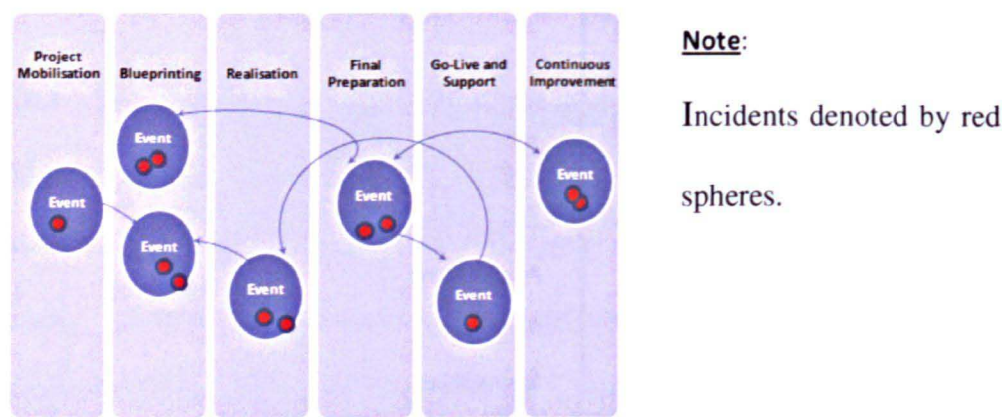 Project
Mobilisation
Blueprinting
Realisation
Final
Preparation
Go-Live and
Support
Continuous
Improvement
Event
Event
Event
Event
Event
Event
Event
Note:
Incidents denoted by red
spheres.